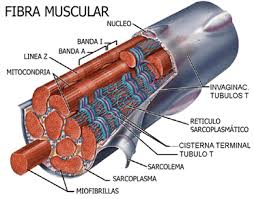 FIBRA MUSCULAR
NUCLEO
BANDA I
BANDA A
LINEA Z
MITOCONDRIA
INVAGINAC.
TUBULOS T
RETICULO
SARCOPLASMÁTICO
CISTERNA TERMINAL
TUBULO T
SARCOLEMA
SARCOPLASMA
MIOFIBRILLAS